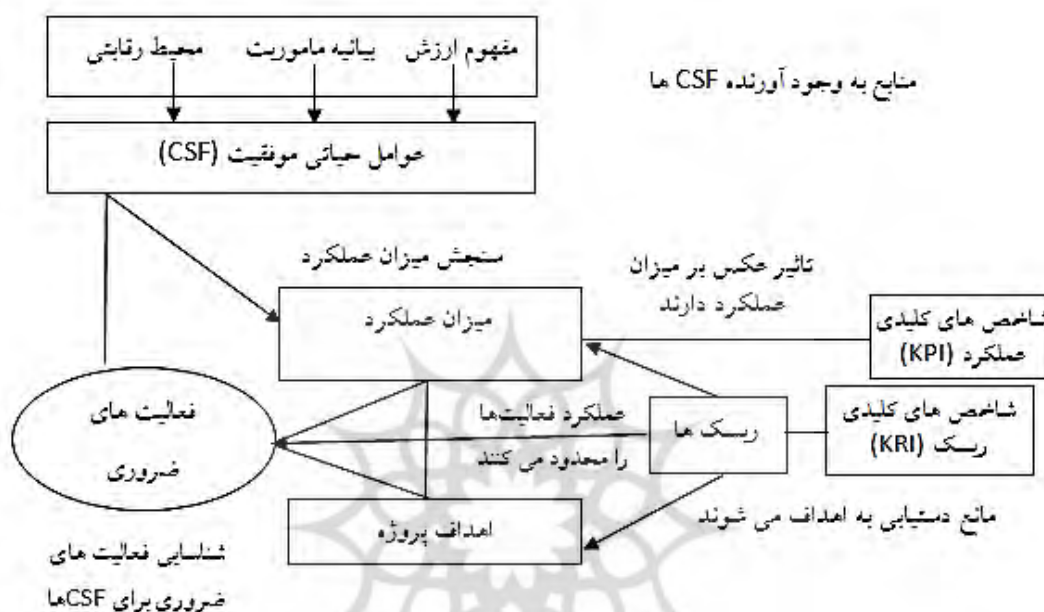 مفهوم ارزش بیانیه ماموریت محیط رقابتی
منابع به وجود آورنده CSF ها
عوامل حیاتی موفقیت (CSF)
سنجش میزان عملکرد
میزان عملکرد
تاثیر عکس بر میزان
عملکرد دارند
شاخص های کلیدی
عملکرد (KPI)
فعالیت های
ضروری
عملکرد فعالیت‌ها
را محدود می کنند
ریسک ها
شاخص های کلیدی
ریسک (KRI)
اهداف پروژه
مانع دستیابی به اهداف می شوند
شناسایی فعالیت های
ضروری برای CSFها